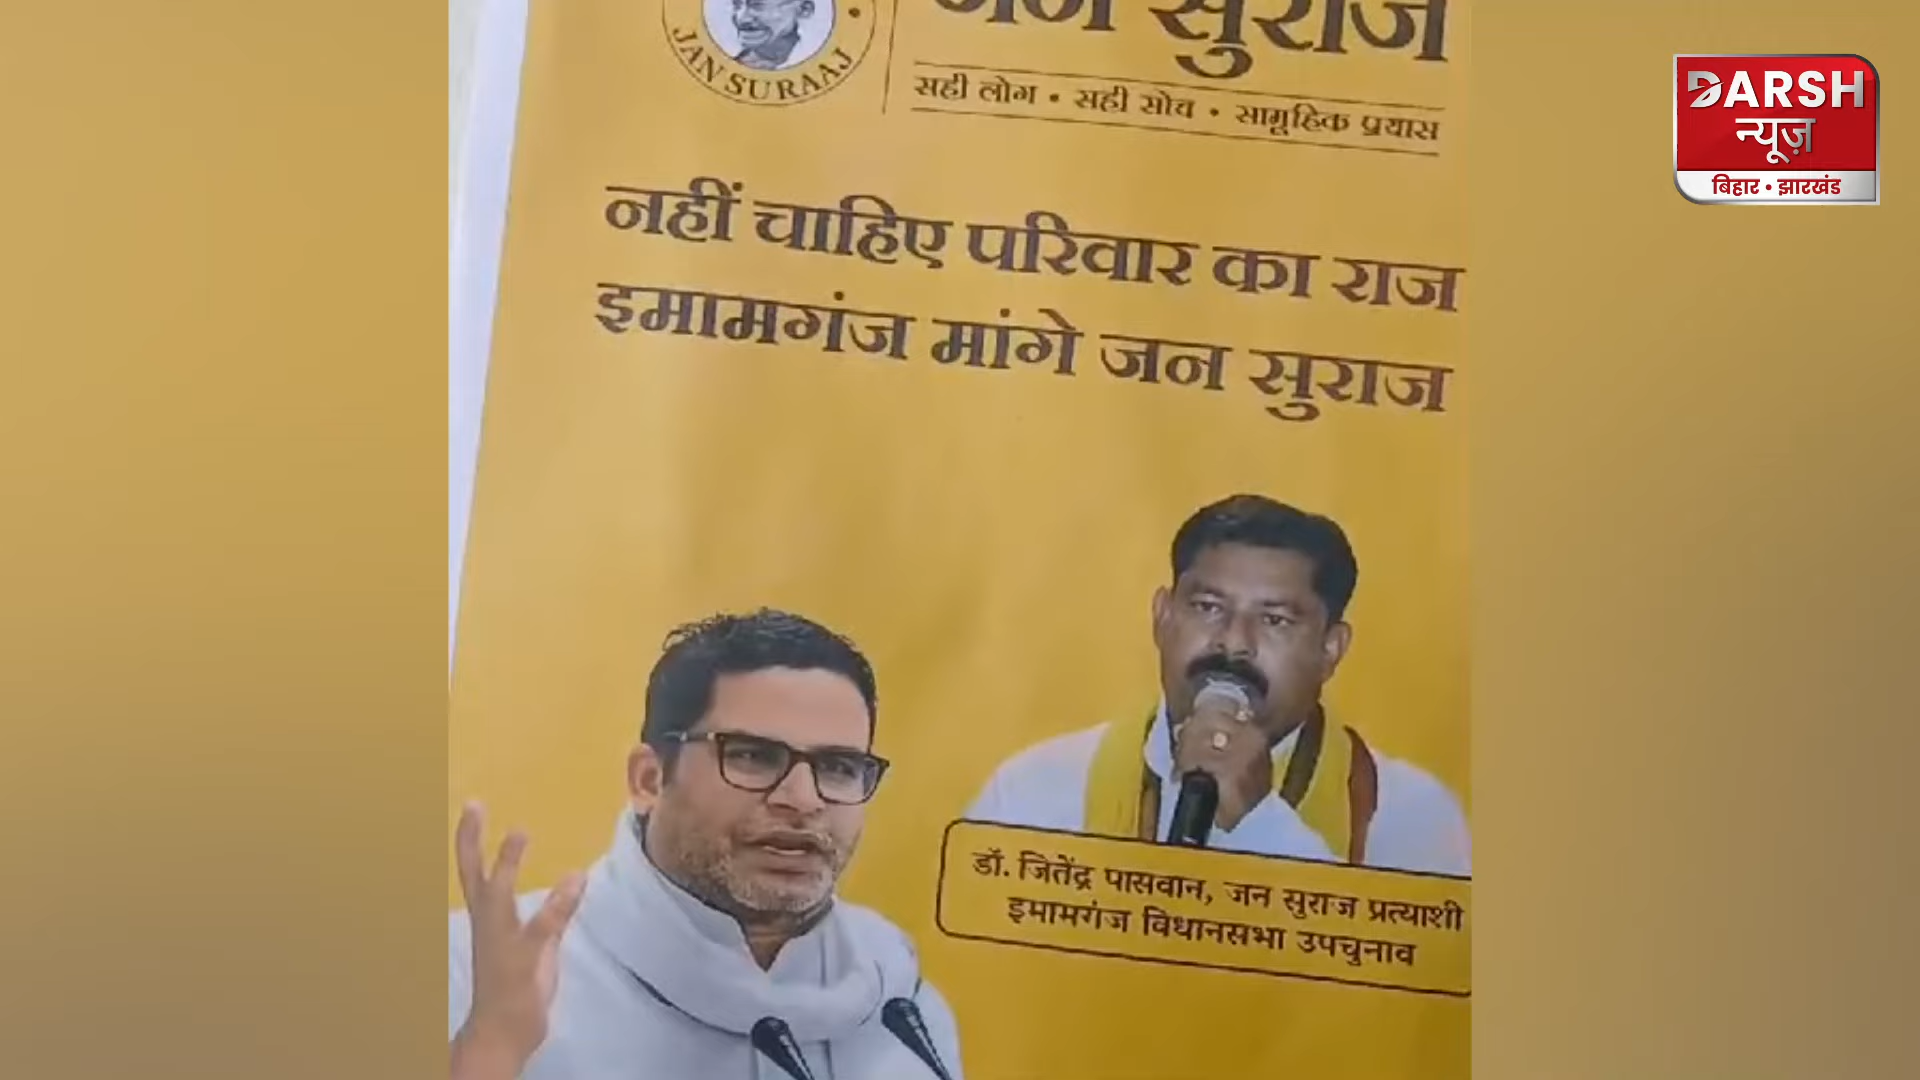 जन सुराज
JAN SURAAJ
सही लोग • सही सोच • सामूहिक प्रयास
नहीं चाहिए परिवार का राज
इमामगंज मांगे जन सुराज
डॉ. जितेंद्र पासवान, जन सुराज प्रत्याशी
इमामगंज विधानसभा उपचुनाव
DARSH
न्यूज़
बिहार • झारखंड